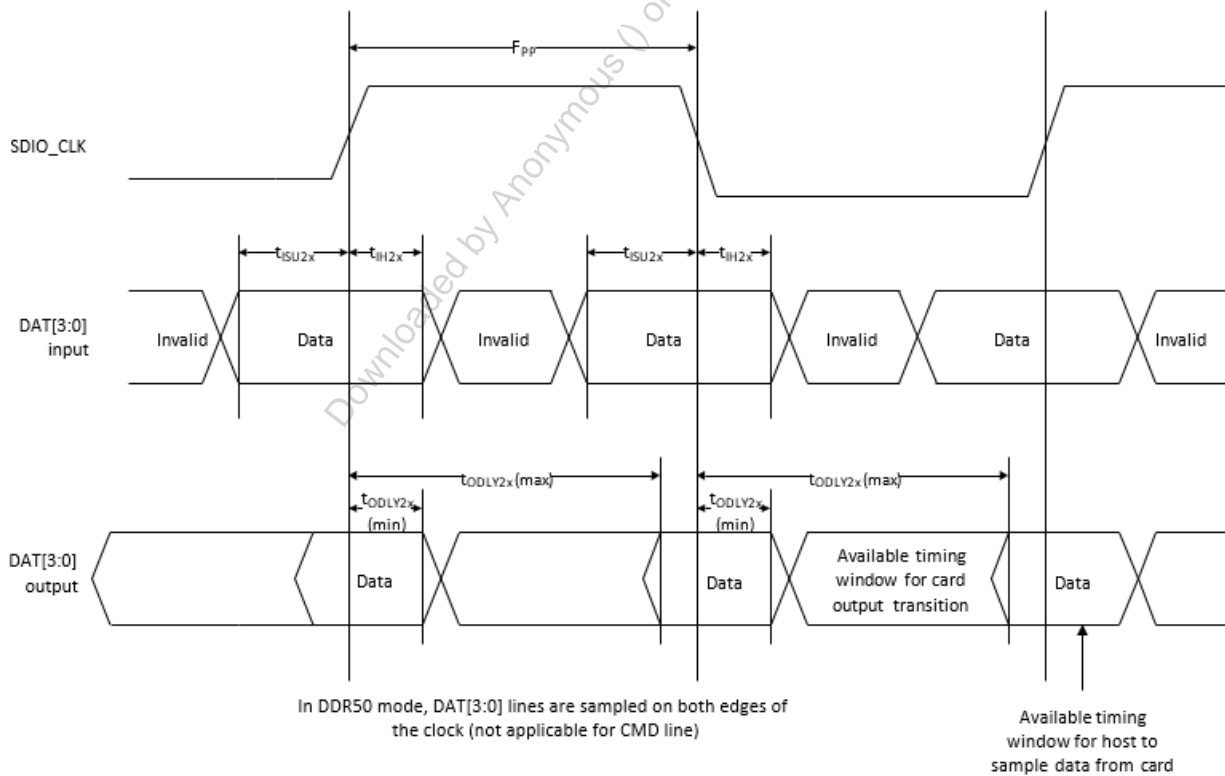 F_PP
SDIO_CLK
t_ISU2x t_IH2x t_ISU2x t_IH2x
DAT[3:0]
input
Invalid Data Invalid Data Invalid Data Invalid
t_ODLY2x(max) t_ODLY2x(max)
t_ODLY2x
(min)
t_ODLY2x
(min)
DAT[3:0]
output
Data Data
Available timing
window for card
output transition
Data
In DDR50 mode, DAT[3:0] lines are sampled on both edges of
the clock (not applicable for CMD line)
Available timing
window for host to
sample data from card
Downloaded by Anonymous ()